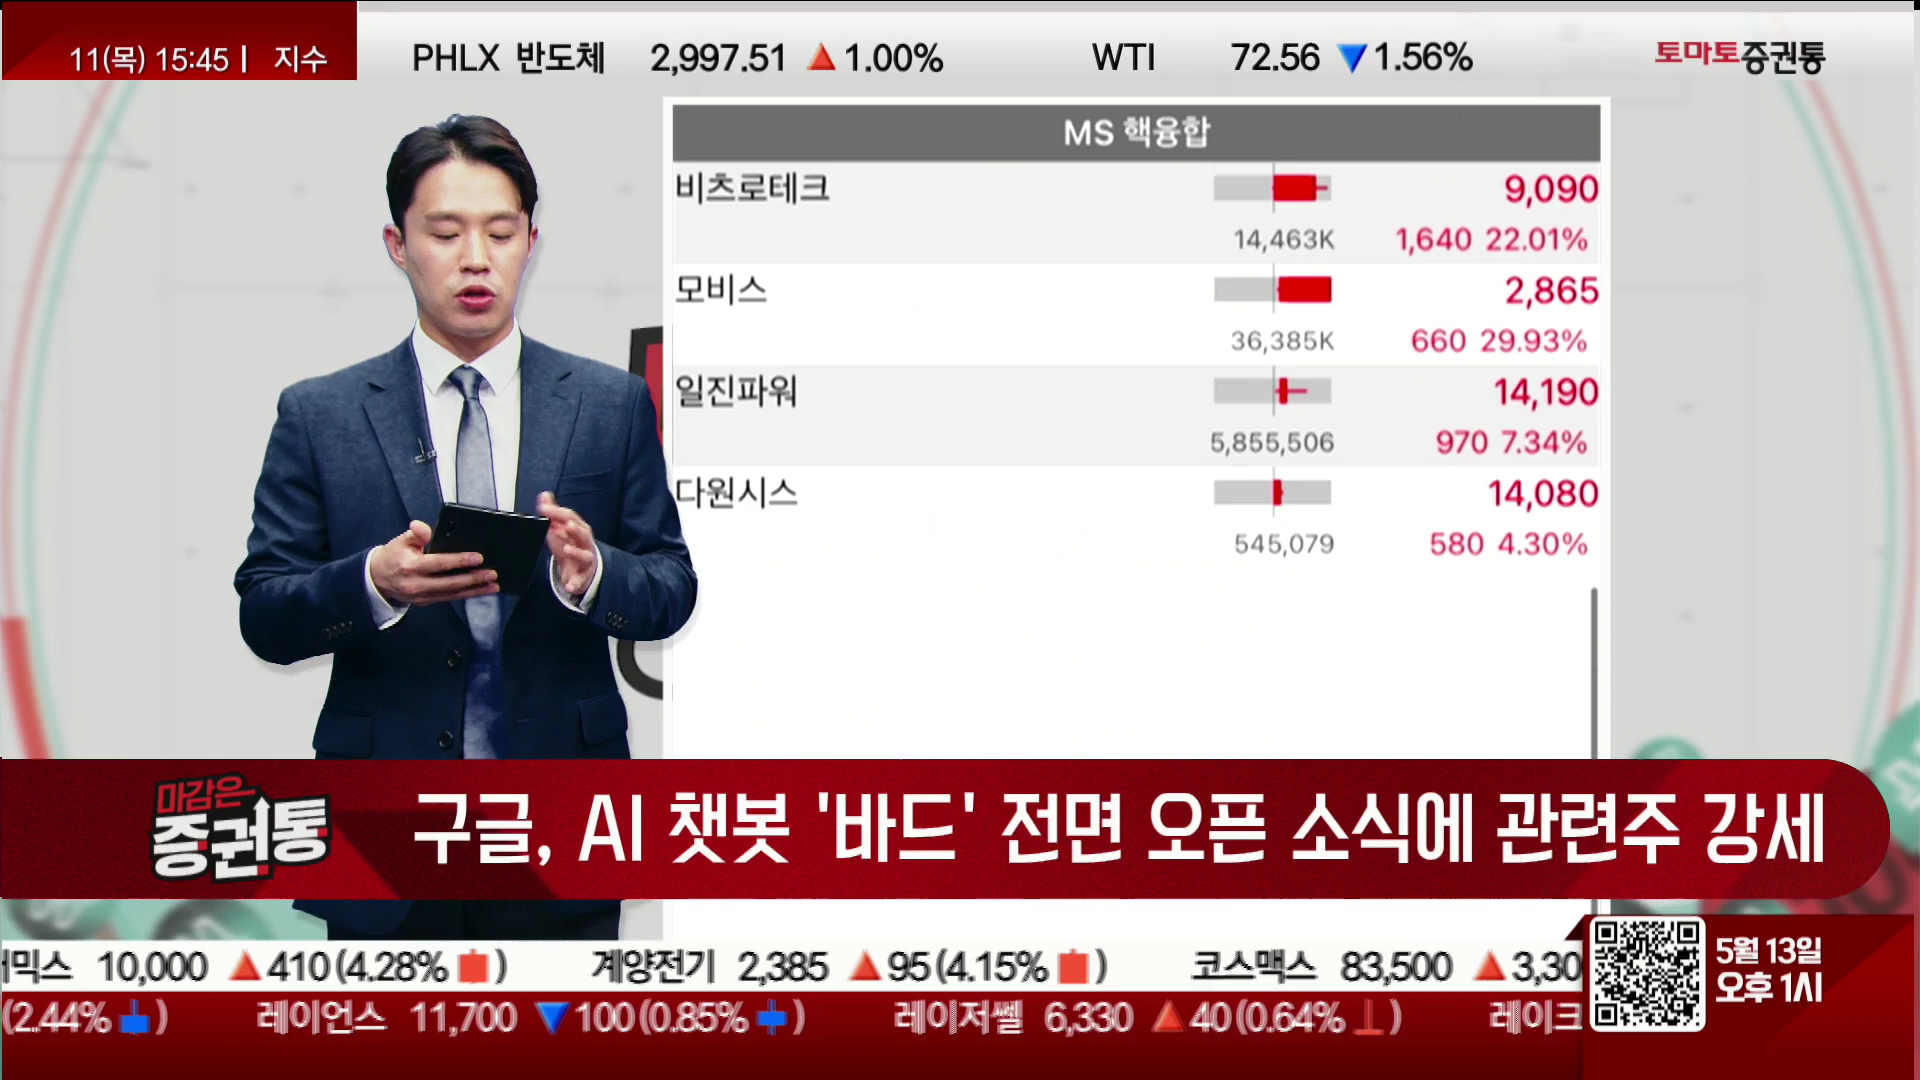 11(목) 15:45 | 지수
PHLX 반도체 2,997.51 ▲1.00%
WTI 72.56 ▼1.56%
토마토증권통
MS 핵융합
비츠로테크 9,090
14,463K 1,640 22.01%
모비스 2,865
36,385K 660 29.93%
일진파워 14,190
5,855,506 970 7.34%
다원시스 14,080
545,079 580 4.30%
마감은
증권통
구글, AI 챗봇 '바드' 전면 오픈 소식에 관련주 강세
믹스 10,000 ▲410(4.28% ) 계양전기 2,385 ▲95(4.15% ) 코스맥스 83,500 ▲3,30
(2.44% ) 레이언스 11,700 ▼100(0.85% ) 레이저쎌 6,330 ▲40(0.64% ) 레이크
5월 13일
오후 1시